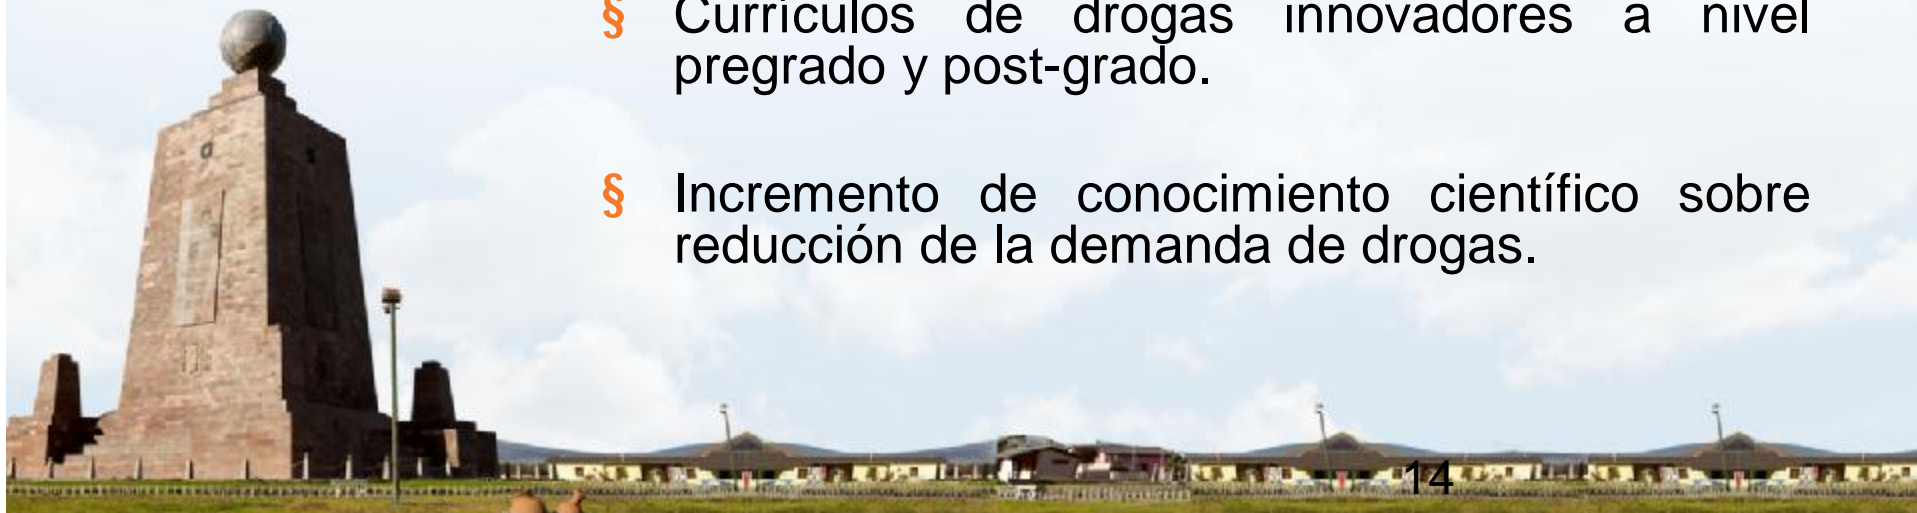 § Currículos de drogas innovadores a nivel
pregrado y post-grado.
§ Incremento de conocimiento científico sobre
reducción de la demanda de drogas.
14